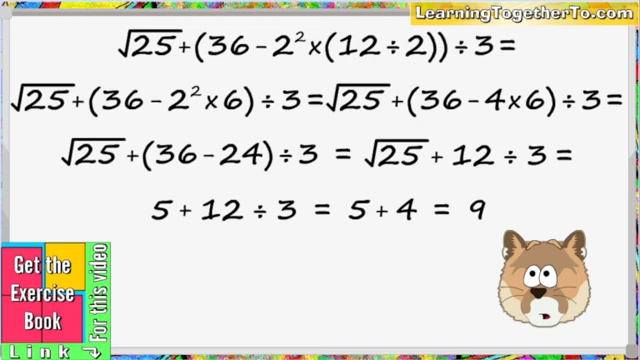 LearningTogetherTo.com
√25+(36-2²×(12÷2))÷3=
√25+(36-2²×6)÷3=√25+(36-4×6)÷3=
√25+(36-24)÷3 = √25+12÷3=
5+12÷3 = 5+4 = 9
Get the
Exercise
Book
For this video
Link